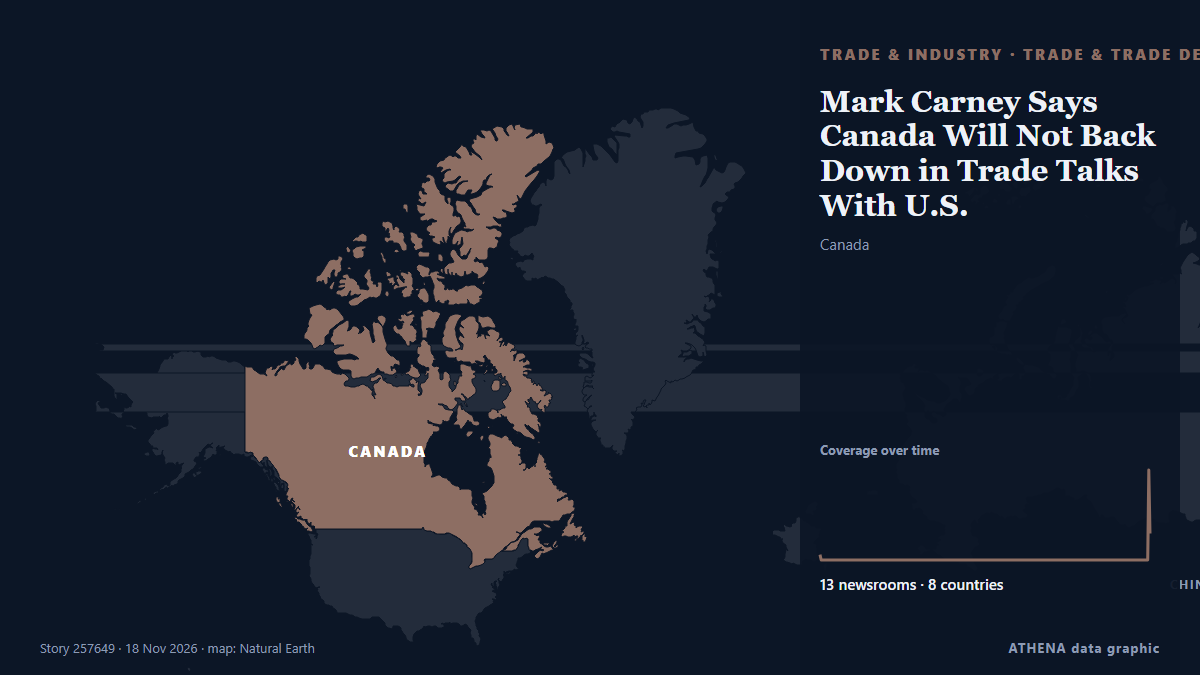 TRADE & INDUSTRY · TRADE & TRADE DE
Mark Carney Says
Canada Will Not Back
Down in Trade Talks
With U.S.
Canada
CANADA
Coverage over time
13 newsrooms · 8 countries
Story 257649 · 18 Nov 2026 · map: Natural Earth
ATHENA data graphic